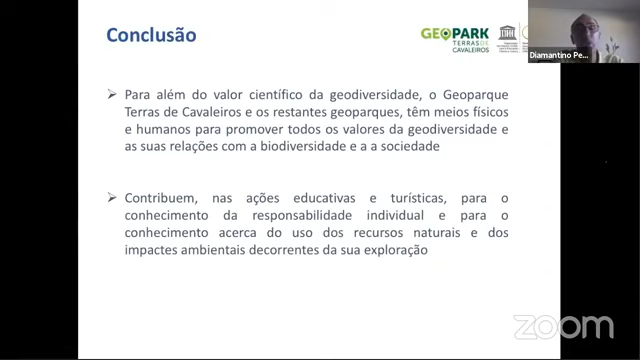 Conclusão
GEOPARK
TERRAS DE
CAVALEIROS
Diamantino Pe...
Para além do valor científico da geodiversidade, o Geoparque
Terras de Cavaleiros e os restantes geoparques, têm meios físicos
e humanos para promover todos os valores da geodiversidade e
as suas relações com a biodiversidade e a a sociedade
Contribuem, nas ações educativas e turísticas, para o
conhecimento da responsabilidade individual e para o
conhecimento acerca do uso dos recursos naturais e dos
impactes ambientais decorrentes da sua exploração
zoom